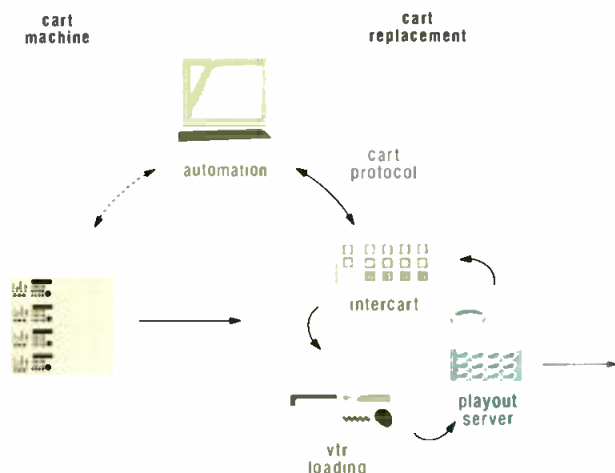 cart
machine
cart
replacement
automation
cart
protocol
intercart
playout
server
vtr
loading